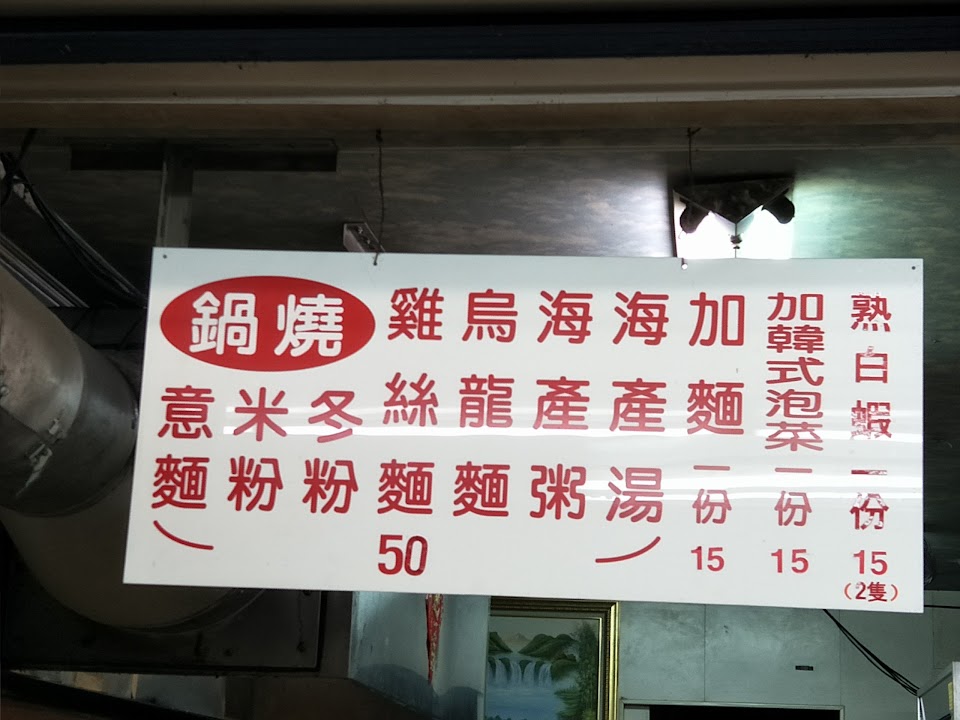 鍋燒
意麵
米粉
冬粉
雞絲麵
烏龍麵
海產粥
海產湯
50
加麵一份
15
加韓式泡菜一份
15
熟白蝦一份
15
(2隻)